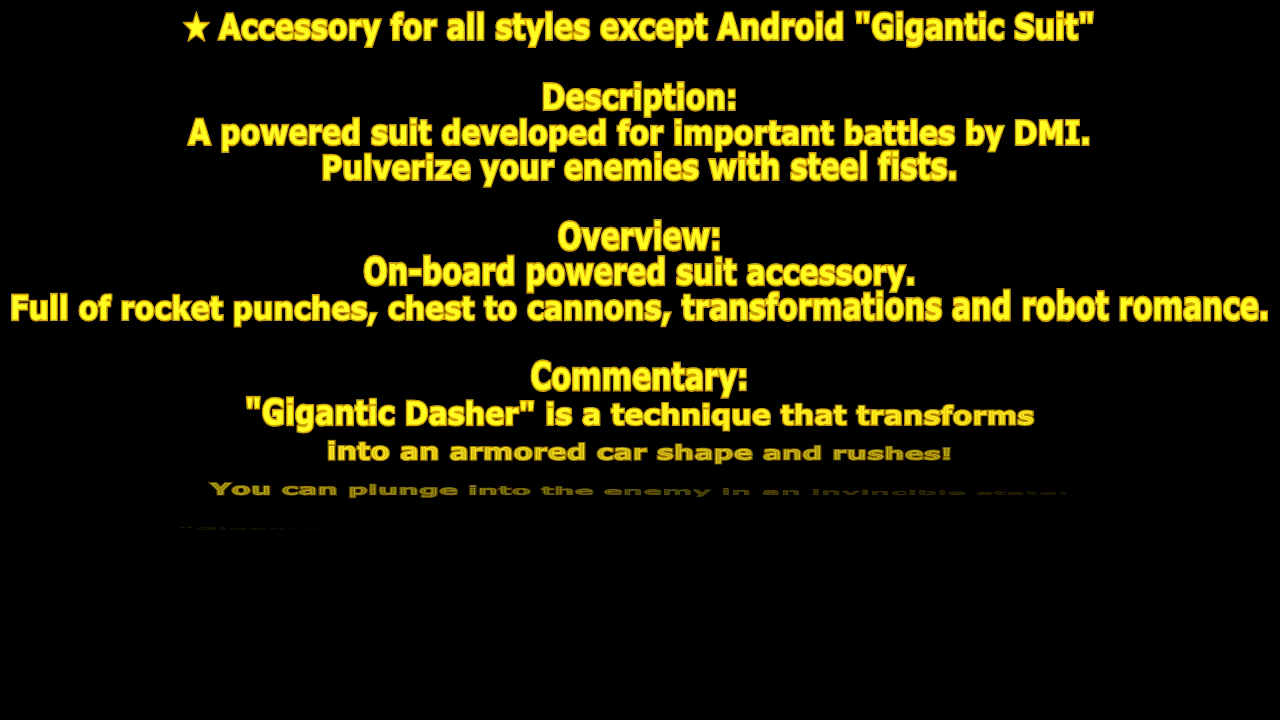 ★ Accessory for all styles except Android "Gigantic Suit"
Description:
A powered suit developed for important battles by DMI.
Pulverize your enemies with steel fists.
Overview:
On-board powered suit accessory.
Full of rocket punches, chest to cannons, transformations and robot romance.
Commentary:
"Gigantic Dasher" is a technique that transforms
into an armored car shape and rushes!
You can plunge into the enemy in an invincible state.